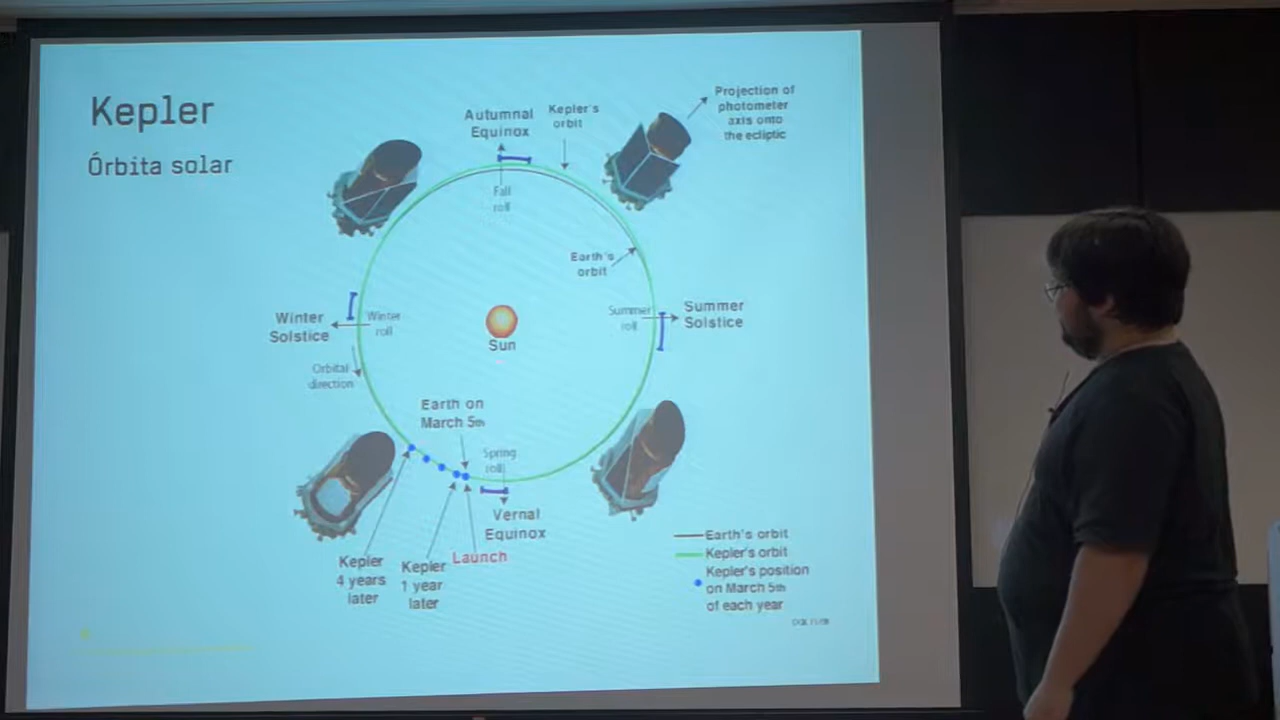 Kepler
Órbita solar
Autumnal
Equinox
Kepler's
orbit
Projection of
photometer
axis onto
the ecliptic
Fall
roll
Earth's
orbit
Winter
Solstice
Winter
roll
Summer
roll
Summer
Solstice
Sun
Orbital
direction
Earth on
March 5th
Spring
roll
Vernal
Equinox
Launch
Kepler
4 years
later
Kepler
1 year
later
Earth's orbit
Kepler's orbit
Kepler's position
on March 5th
of each year